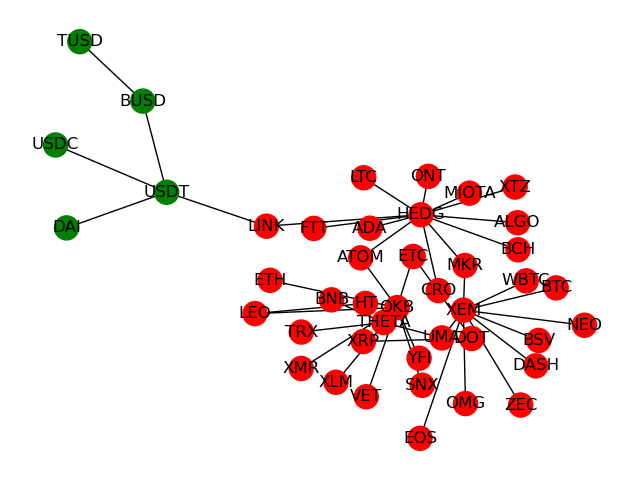 TUSD
BUSD
USDC
USDT
DAI
LINK
FTT
ADA
LTC
ONT
MIOTA
XTZ
HEDG
ALGO
BCH
ATOM
ETC
MKR
WBTC
BTC
CRO
ETH
BNB
HT
OKB
LEO
THETA
XEM
NEO
TRX
XRP
UMA
DOT
BSV
YFI
DASH
XMR
XLM
SNX
VET
OMG
ZEC
EOS